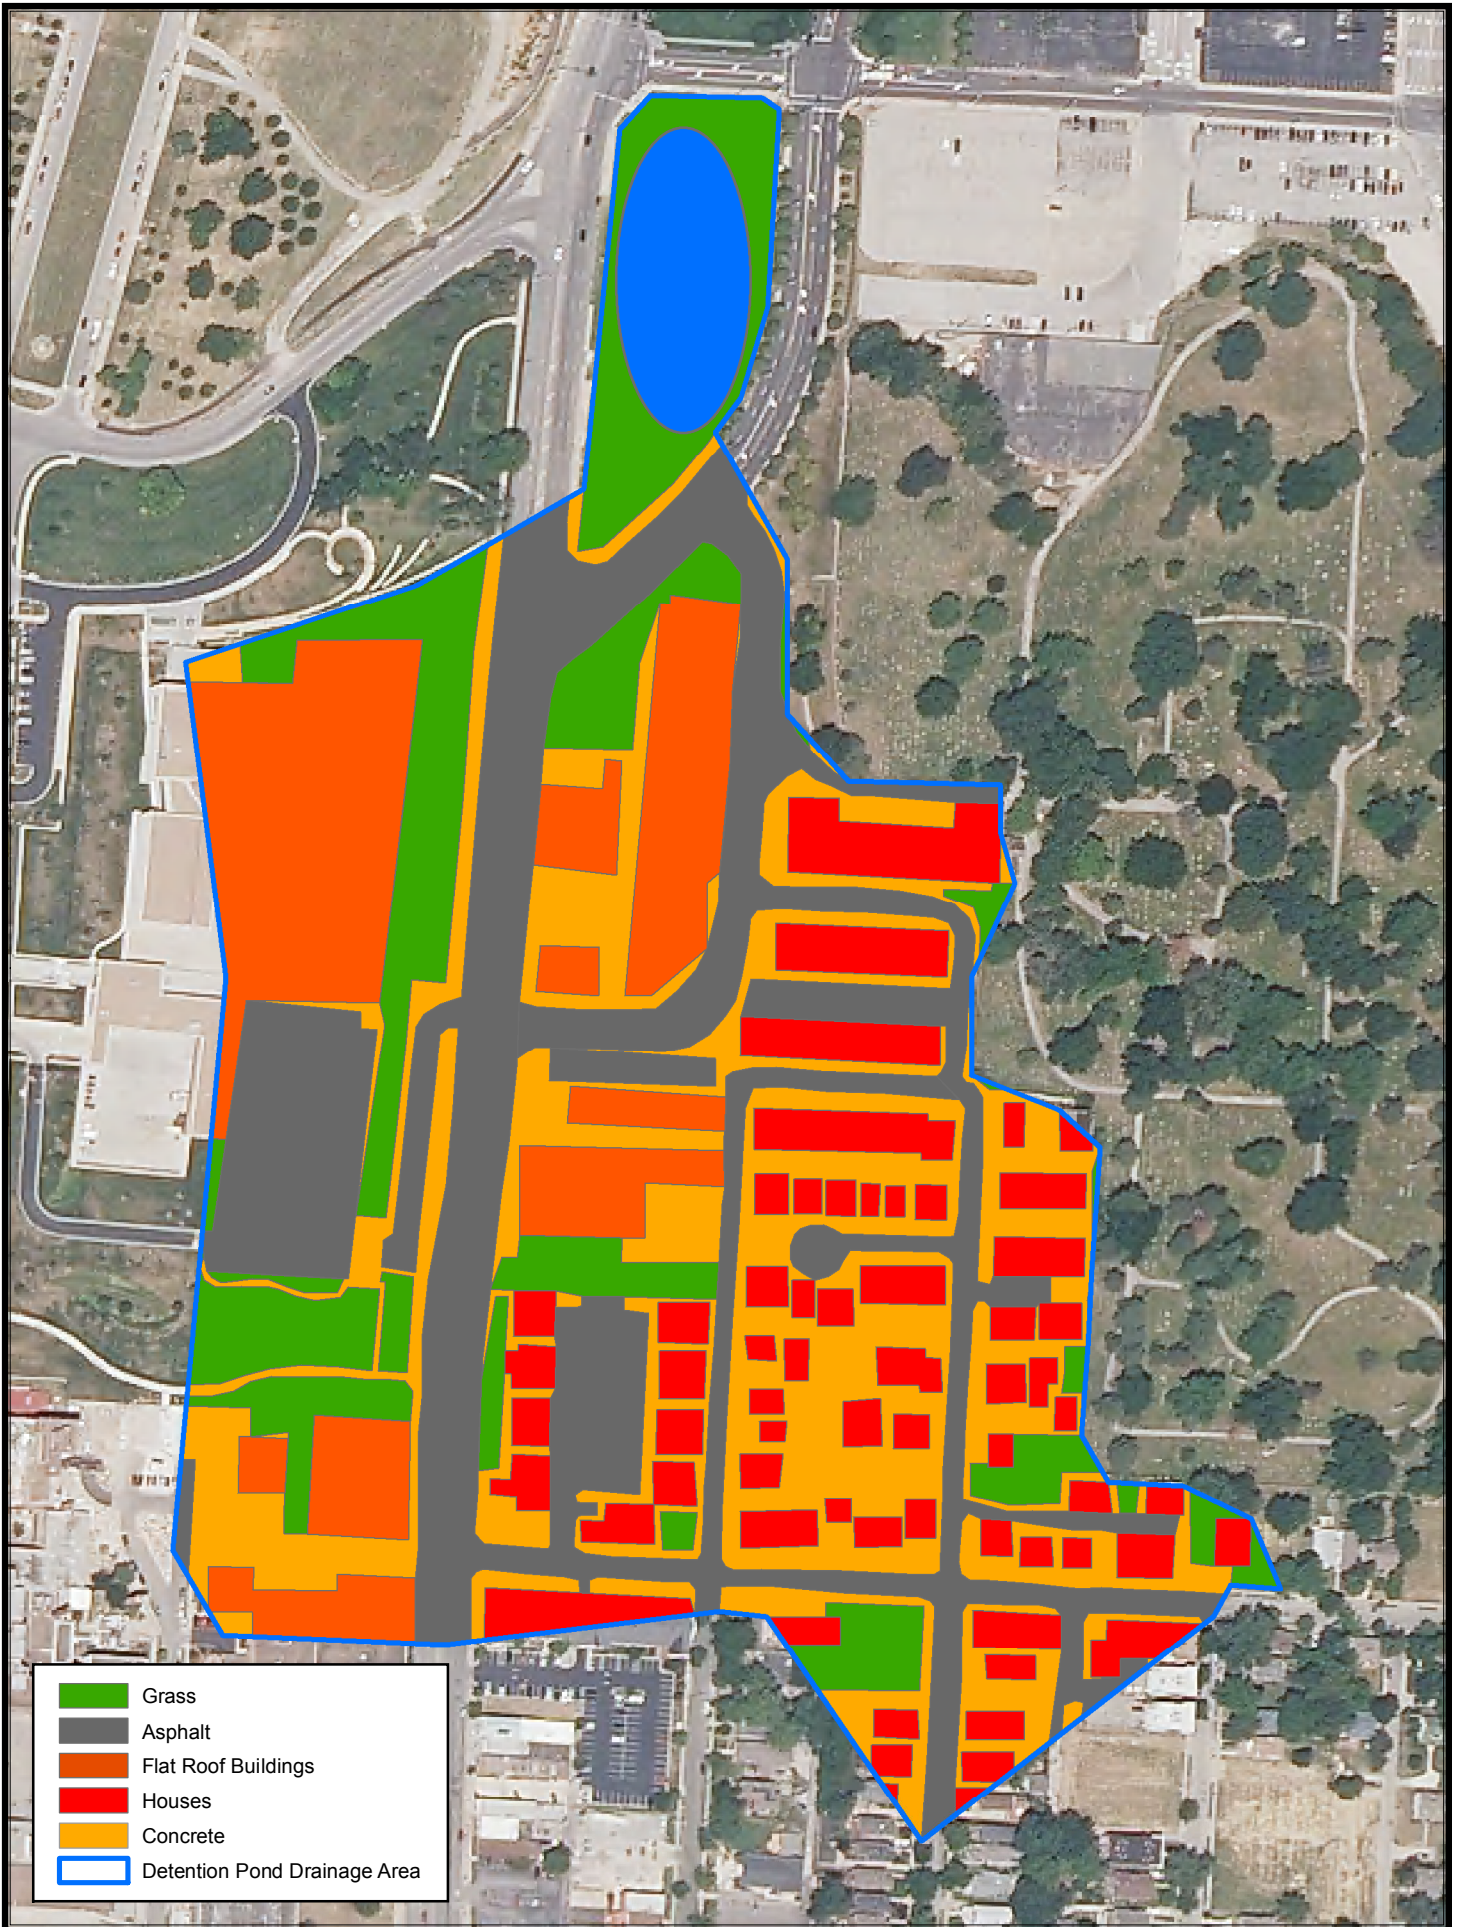 Grass
Asphalt
Flat Roof Buildings
Houses
Concrete
Detention Pond Drainage Area